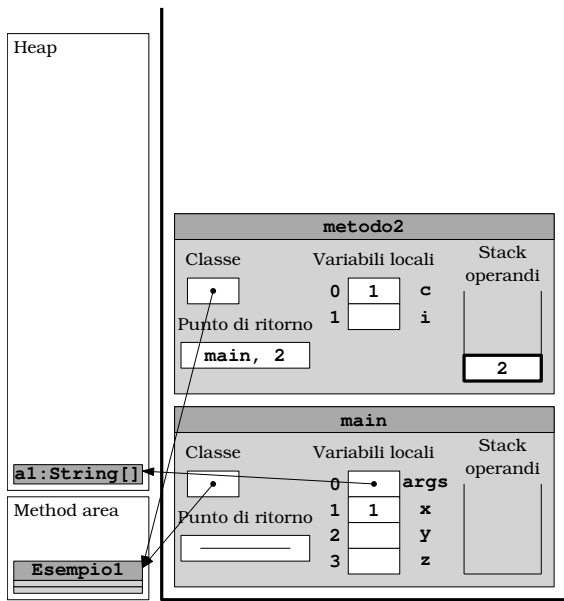 Heap
metodo2
Classe Variabili locali Stack operandi
0 1 c
1 i
Punto di ritorno
main, 2
2
main
Classe Variabili locali Stack operandi
a1:String[]
0 args
Method area
1 1 x
Punto di ritorno
2 y
3 z
Esempio1